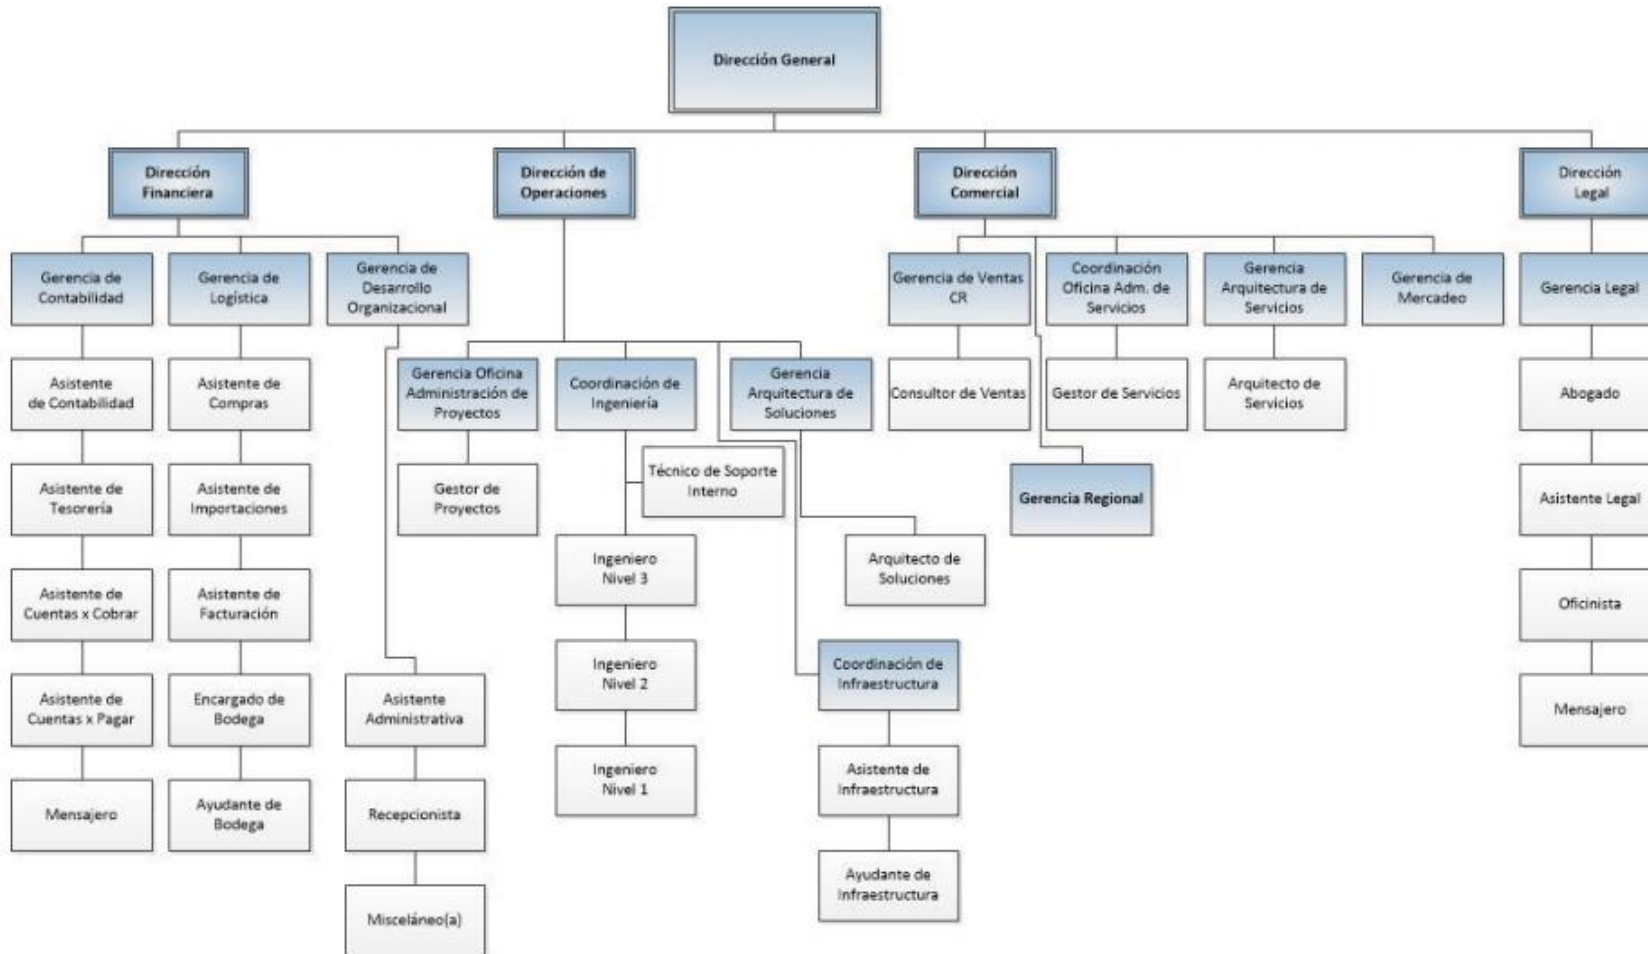 Dirección General
Dirección
Financiera
Dirección de
Operaciones
Dirección
Comercial
Dirección
Legal
Gerencia de
Contabilidad
Gerencia de
Logística
Gerencia de
Desarrollo
Organizacional
Gerencia de Ventas
CR
Coordinación
Oficina Adm. de
Servicios
Gerencia
Arquitectura de
Servicios
Gerencia de
Mercadeo
Gerencia Legal
Asistente
de Contabilidad
Asistente de
Compras
Gerencia Oficina
Administración de
Proyectos
Coordinación de
Ingeniería
Gerencia
Arquitectura de
Soluciones
Consultor de Ventas
Gestor de Servicios
Arquitecto de
Servicios
Abogado
Asistente de
Tesorería
Asistente de
Importaciones
Gestor de
Proyectos
Técnico de Soporte
Interno
Gerencia Regional
Asistente Legal
Asistente de
Cuentas x Cobrar
Asistente de
Facturación
Ingeniero
Nivel 3
Arquitecto de
Soluciones
Oficinista
Asistente de
Cuentas x Pagar
Encargado de
Bodega
Asistente
Administrativa
Ingeniero
Nivel 2
Coordinación de
Infraestructura
Mensajero
Mensajero
Ayudante de
Bodega
Recepcionista
Ingeniero
Nivel 1
Asistente de
Infraestructura
Misceláneo(a)
Ayudante de
Infraestructura